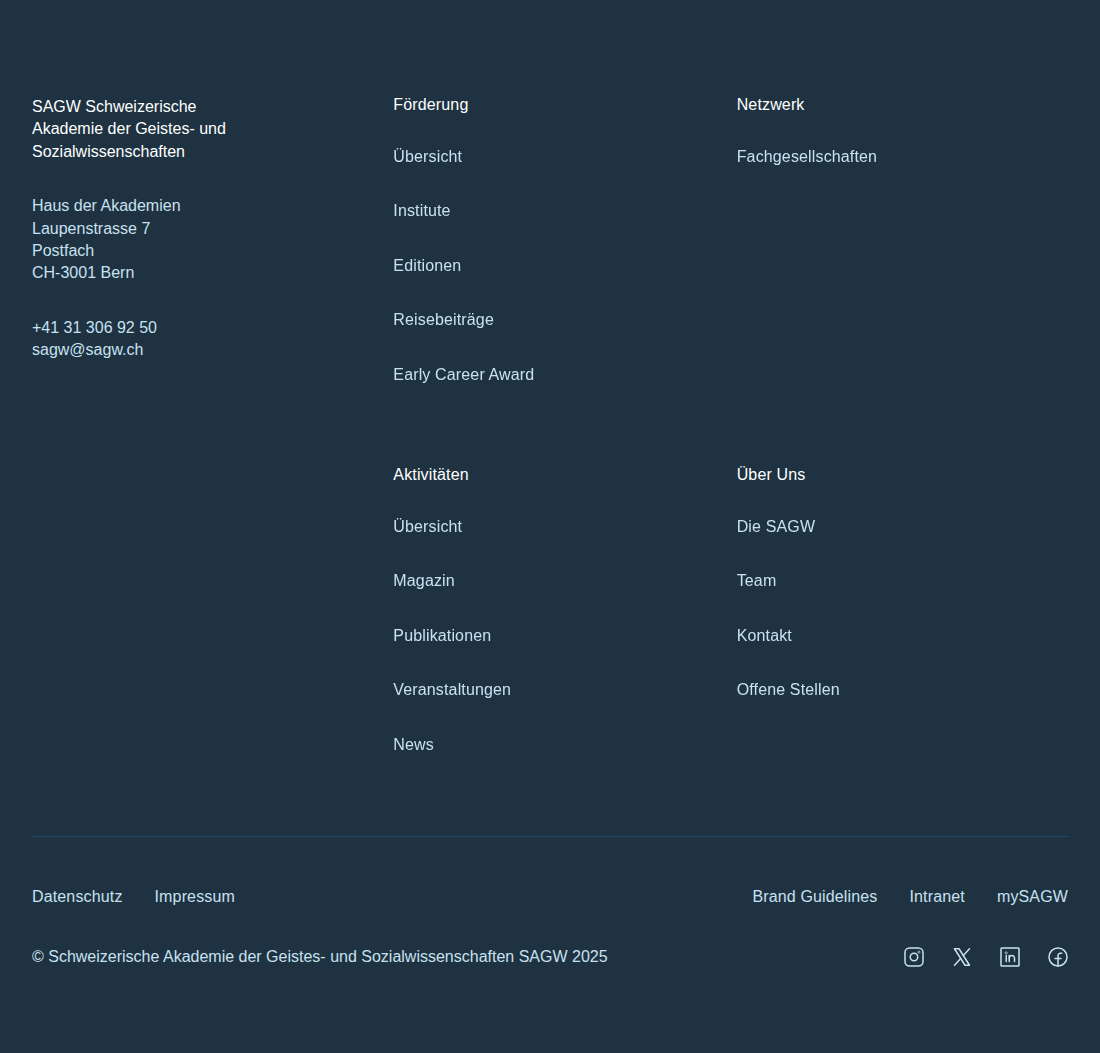 SAGW Schweizerische
Akademie der Geistes- und
Sozialwissenschaften
Haus der Akademien
Laupenstrasse 7
Postfach
CH-3001 Bern
+41 31 306 92 50
sagw@sagw.ch
Förderung
Übersicht
Institute
Editionen
Reisebeiträge
Early Career Award
Netzwerk
Fachgesellschaften
Aktivitäten
Übersicht
Magazin
Publikationen
Veranstaltungen
News
Über Uns
Die SAGW
Team
Kontakt
Offene Stellen
Datenschutz Impressum
Brand Guidelines Intranet mySAGW
© Schweizerische Akademie der Geistes- und Sozialwissenschaften SAGW 2025